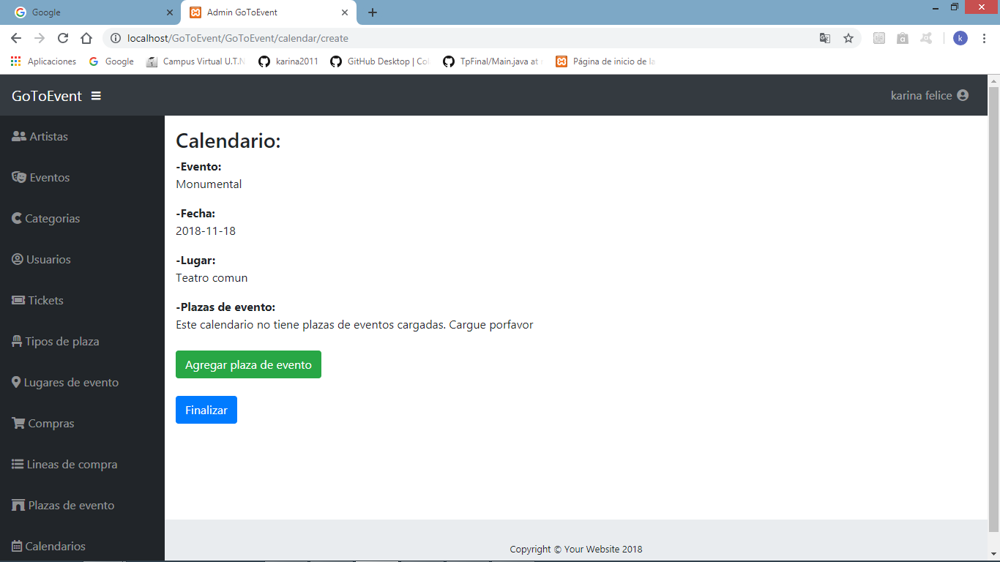 Google
Admin GoToEvent
localhost/GoToEvent/GoToEvent/calendar/create
Aplicaciones
Google
Campus Virtual U.T.N
karina2011
GitHub Desktop | Col
TpFinal/Main.java at
Página de inicio de la
GoToEvent
karina felice
Artistas
Eventos
Categorias
Usuarios
Tickets
Tipos de plaza
Lugares de evento
Compras
Lineas de compra
Plazas de evento
Calendarios
Calendario:
-Evento:
Monumental
-Fecha:
2018-11-18
-Lugar:
Teatro comun
-Plazas de evento:
Este calendario no tiene plazas de eventos cargadas. Cargue porfavor
Agregar plaza de evento
Finalizar
Copyright © Your Website 2018
k